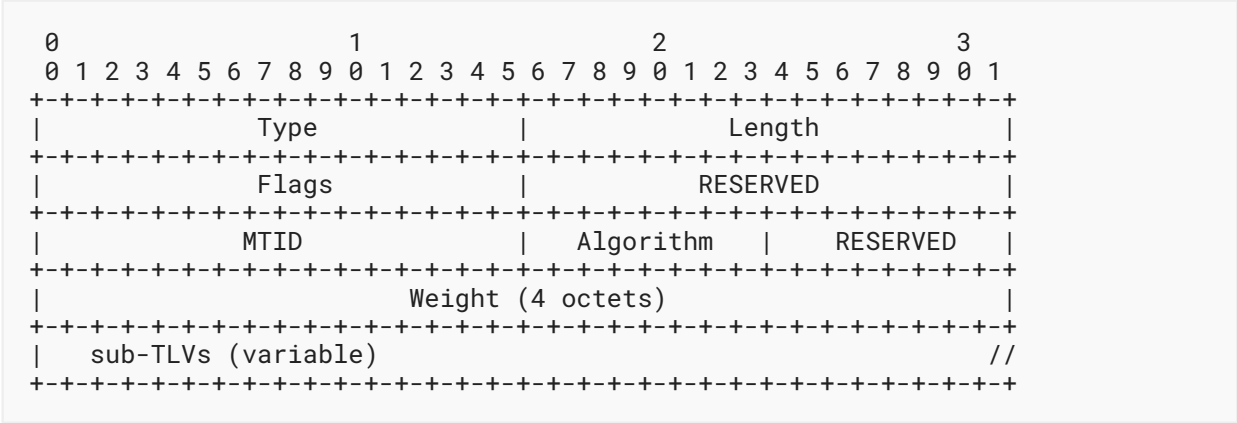 0                   1                   2                   3
 0 1 2 3 4 5 6 7 8 9 0 1 2 3 4 5 6 7 8 9 0 1 2 3 4 5 6 7 8 9 0 1
+-+-+-+-+-+-+-+-+-+-+-+-+-+-+-+-+-+-+-+-+-+-+-+-+-+-+-+-+-+-+-+-+
|              Type             |             Length            |
+-+-+-+-+-+-+-+-+-+-+-+-+-+-+-+-+-+-+-+-+-+-+-+-+-+-+-+-+-+-+-+-+
|              Flags            |           RESERVED            |
+-+-+-+-+-+-+-+-+-+-+-+-+-+-+-+-+-+-+-+-+-+-+-+-+-+-+-+-+-+-+-+-+
|             MTID              |   Algorithm   |    RESERVED   |
+-+-+-+-+-+-+-+-+-+-+-+-+-+-+-+-+-+-+-+-+-+-+-+-+-+-+-+-+-+-+-+-+
|                        Weight (4 octets)                      |
+-+-+-+-+-+-+-+-+-+-+-+-+-+-+-+-+-+-+-+-+-+-+-+-+-+-+-+-+-+-+-+-+
|   sub-TLVs (variable)                                        //
+-+-+-+-+-+-+-+-+-+-+-+-+-+-+-+-+-+-+-+-+-+-+-+-+-+-+-+-+-+-+-+-+